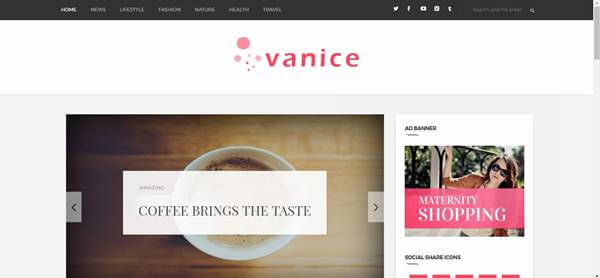 HOME NEWS LIFESTYLE FASHION NATURE HEALTH TRAVEL Search and hit enter
vanice
AMAZING
COFFEE BRINGS THE TASTE
AD BANNER
MATERNITY
SHOPPING
SOCIAL SHARE ICONS